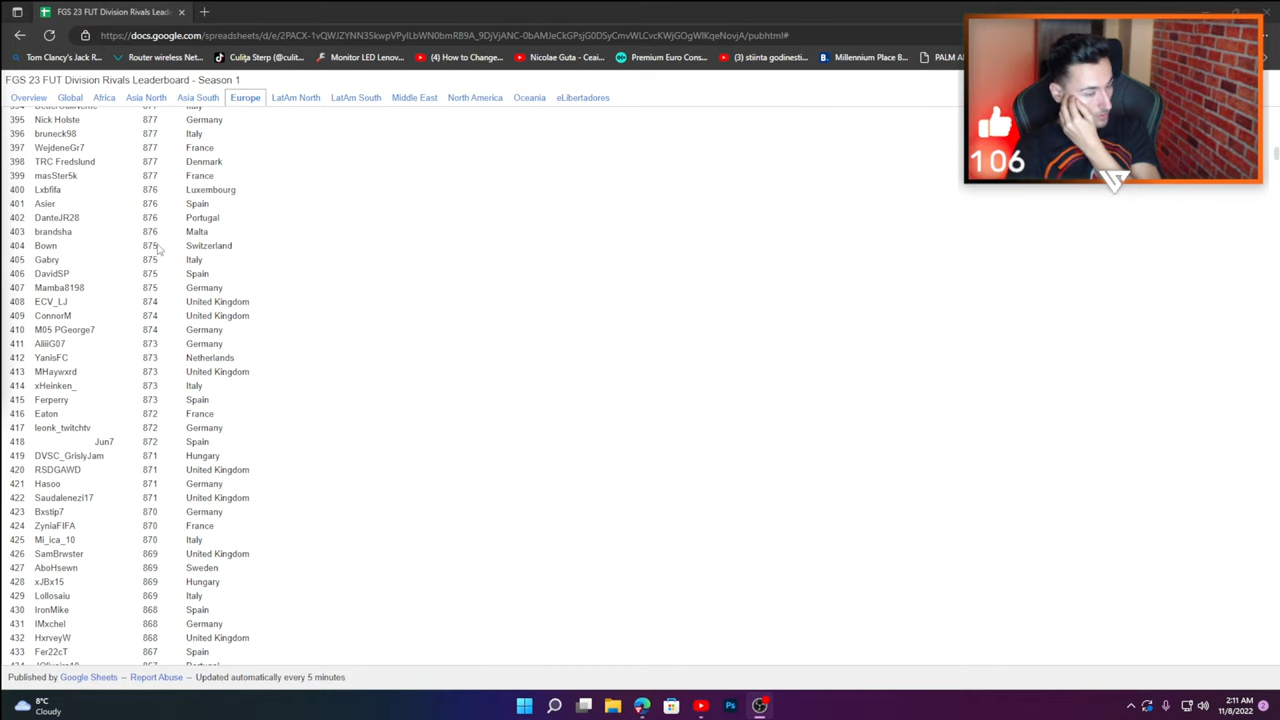 FGS 23 FUT Division Rivals Leade
https://docs.google.com/spreadsheets/d/e/2PACX-1vQWJZYNN35kwpVPyILbWN0bmRB9A_9DjVjANC-0bAMJeCkGPsjG0DSyCmvWLCvcKWjGOgWIKqeNovjA/pubhtml#
Tom Clancy's Jack R...
Router wireless Net...
Culița Sterp (@culit...
Monitor LED Lenov...
(4) How to Change...
Nicolae Guta - Ceai...
Premium Euro Cons...
(3) stiinta godinesti...
Millennium Place B...
PALM
FGS 23 FUT Division Rivals Leaderboard - Season 1
Overview Global Africa Asia North Asia South Europe LatAm North LatAm South Middle East North America Oceania eLibertadores
395 Nick Holste 877 Germany
396 bruneck98 877 Italy
397 WejdeneGr7 877 France
398 TRC Fredslund 877 Denmark
399 masSter5k 877 France
400 Lxbfifa 876 Luxembourg
401 Asier 876 Spain
402 DanteJR28 876 Portugal
403 brandsha 876 Malta
404 Bown 875 Switzerland
405 Gabry 875 Italy
406 DavidSP 875 Spain
407 Mamba8198 875 Germany
408 ECV_LJ 874 United Kingdom
409 ConnorM 874 United Kingdom
410 M05 PGeorge7 874 Germany
411 AliiiG07 873 Germany
412 YanisFC 873 Netherlands
413 MHaywxrd 873 United Kingdom
414 xHeinken_ 873 Italy
415 Ferperry 873 Spain
416 Eaton 872 France
417 leonk_twitchtv 872 Germany
418 Jun7 872 Spain
419 DVSC_GrislyJam 871 Hungary
420 RSDGAWD 871 United Kingdom
421 Hasoo 871 Germany
422 Saudalenezi17 871 United Kingdom
423 Bxstip7 870 Germany
424 ZyniaFIFA 870 France
425 Mi_ica_10 870 Italy
426 SamBrwster 869 United Kingdom
427 AboHsewn 869 Sweden
428 xJBx15 869 Hungary
429 Lollosaiu 869 Italy
430 IronMike 868 Spain
431 IMxchel 868 Germany
432 HxrveyW 868 United Kingdom
433 Fer22cT 867 Spain
Published by Google Sheets – Report Abuse – Updated automatically every 5 minutes
106
8°C
Cloudy
2:11 AM
11/8/2022